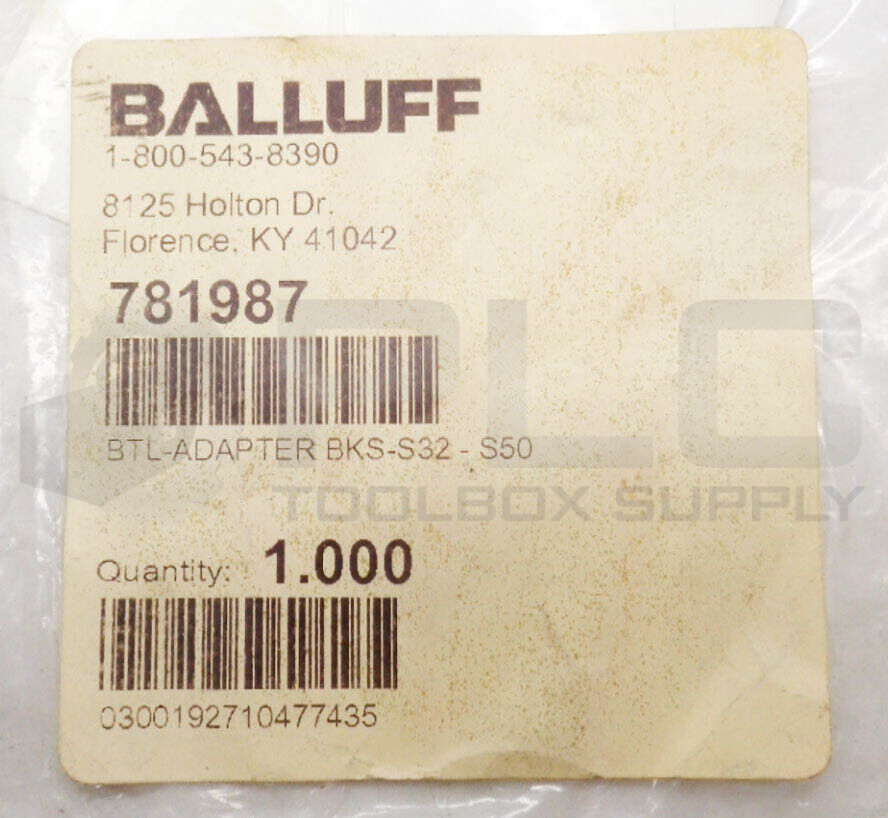 BALLUFF
1-800-543-8390
8125 Holton Dr.
Florence, KY 41042
781987
BTL-ADAPTER BKS-S32 - S50
PLC
TOOLBOX SUPPLY
Quantity: 1.000
0300192710477435